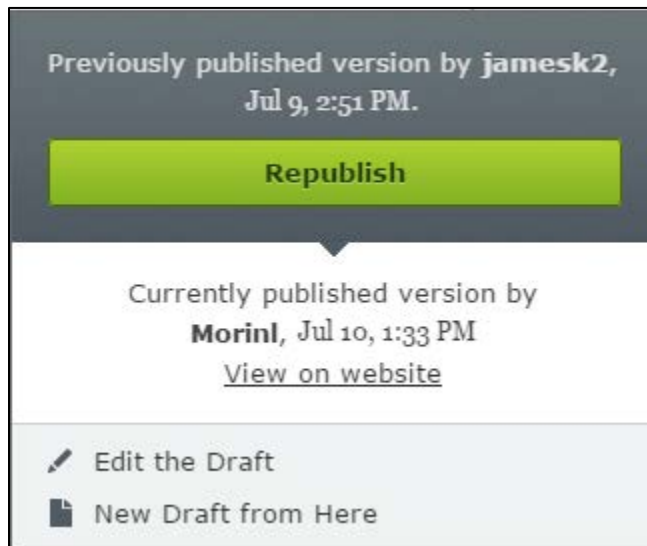 Previously published version by jamesk2,
Jul 9, 2:51 PM.
Republish
Currently published version by
Morinl, Jul 10, 1:33 PM
View on website
Edit the Draft
New Draft from Here